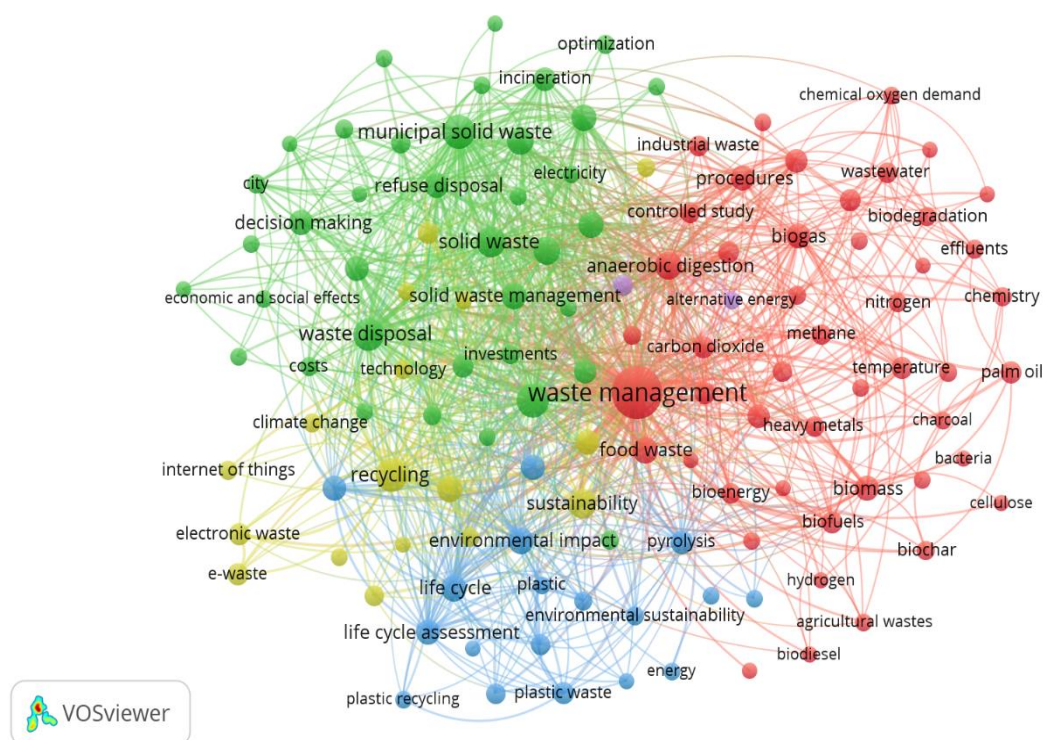 optimization
incineration
chemical oxygen demand
municipal solid waste
industrial waste
wastewater
electricity
procedures
city
refuse disposal
controlled study
biodegradation
decision making
solid waste
biogas
effluents
anaerobic digestion
economic and social effects
solid waste management
alternative energy
nitrogen
chemistry
waste disposal
methane
investments
carbon dioxide
costs
technology
temperature
palm oil
waste management
climate change
heavy metals
charcoal
food waste
internet of things
recycling
bacteria
bioenergy
biomass
sustainability
cellulose
electronic waste
environmental impact
pyrolysis
biofuels
biochar
e-waste
life cycle
plastic
hydrogen
environmental sustainability
agricultural wastes
life cycle assessment
biodiesel
energy
plastic recycling
plastic waste
VOSviewer